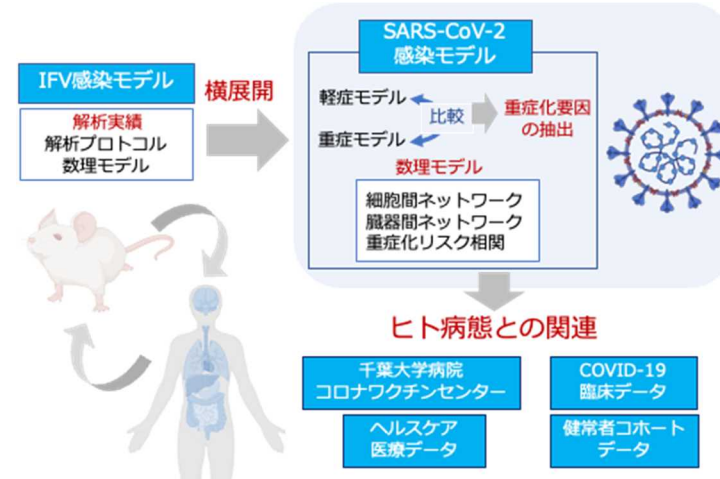 IFV感染モデル
解析実績
解析プロトコル
数理モデル
横展開
SARS-CoV-2
感染モデル
軽症モデル
比較
重症モデル
重症化要因
の抽出
数理モデル
細胞間ネットワーク
臓器間ネットワーク
重症化リスク相関
ヒト病態との関連
千葉大学病院
コロナワクチンセンター
COVID-19
臨床データ
ヘルスケア
医療データ
健常者コホート
データ